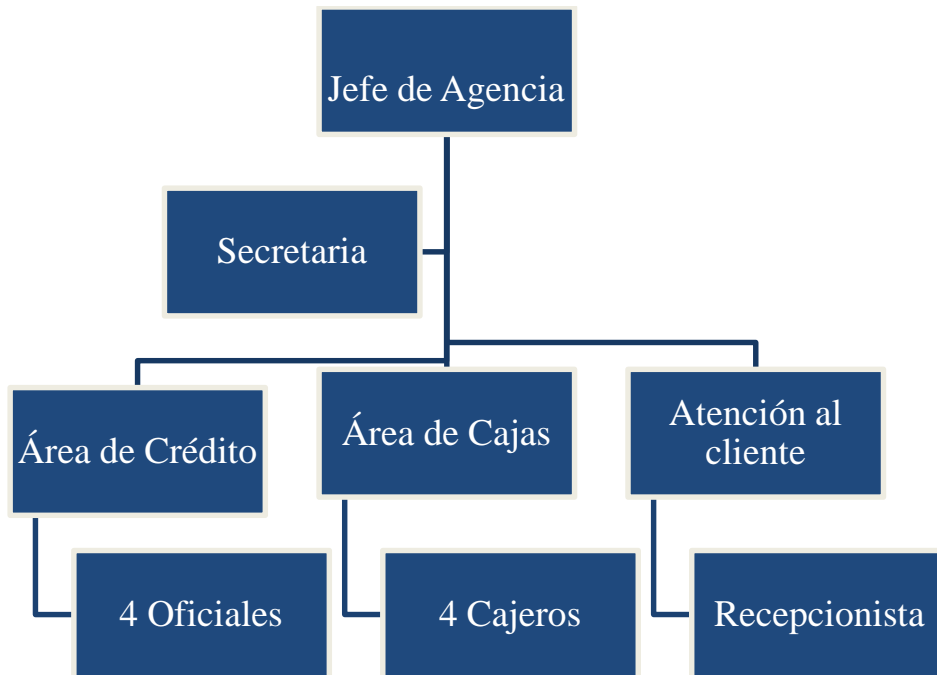 Jefe de Agencia
Secretaria
Área de Crédito
Área de Cajas
Atención al
cliente
4 Oficiales
4 Cajeros
Recepcionista